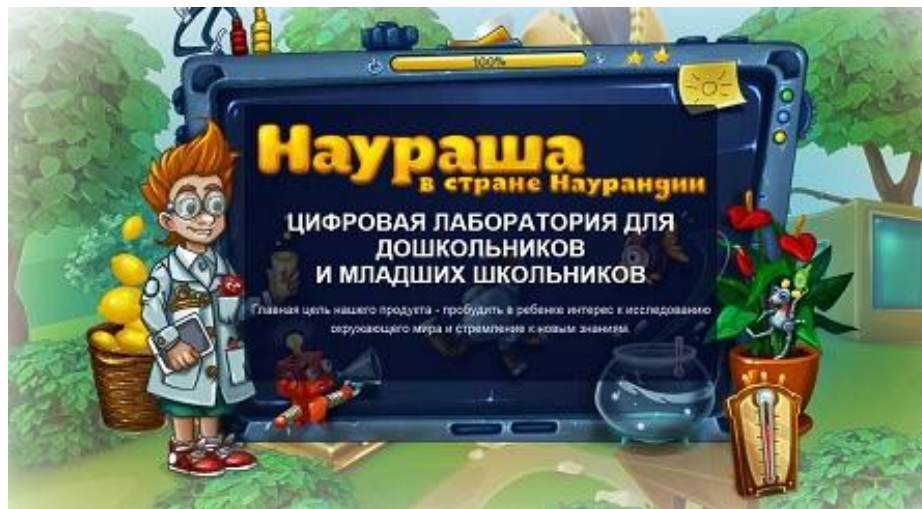 100%
Наураша
в стране Наурандии
ЦИФРОВАЯ ЛАБОРАТОРИЯ ДЛЯ
ДОШКОЛЬНИКОВ
И МЛАДШИХ ШКОЛЬНИКОВ
Главная цель нашего продукта - пробудить в ребенке интерес к исследованию
окружающего мира и стремление к новым знаниям.